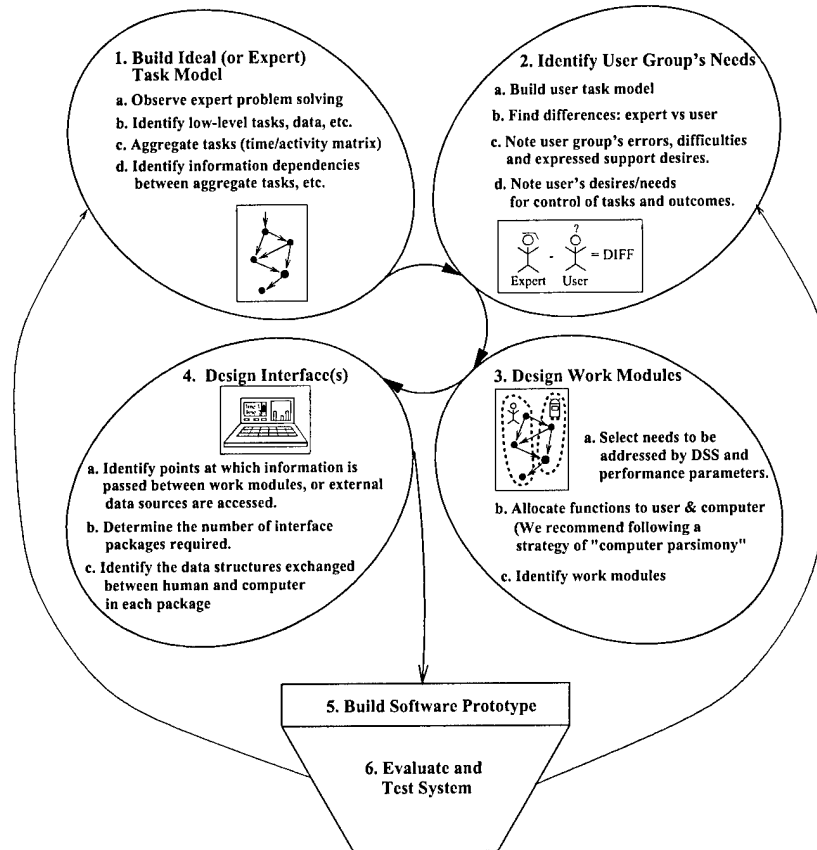 1. Build Ideal (or Expert)
Task Model
a. Observe expert problem solving
b. Identify low-level tasks, data, etc.
c. Aggregate tasks (time/activity matrix)
d. Identify information dependencies
between aggregate tasks, etc.
2. Identify User Group's Needs
a. Build user task model
b. Find differences: expert vs user
c. Note user group's errors, difficulties
and expressed support desires.
d. Note user's desires/needs
for control of tasks and outcomes.
?
- = DIFF
Expert User
3. Design Work Modules
a. Select needs to be
addressed by DSS and
performance parameters.
b. Allocate functions to user & computer
(We recommend following a
strategy of "computer parsimony"
c. Identify work modules
4. Design Interface(s)
a. Identify points at which information is
passed between work modules, or external
data sources are accessed.
b. Determine the number of interface
packages required.
c. Identify the data structures exchanged
between human and computer
in each package
5. Build Software Prototype
6. Evaluate and
Test System